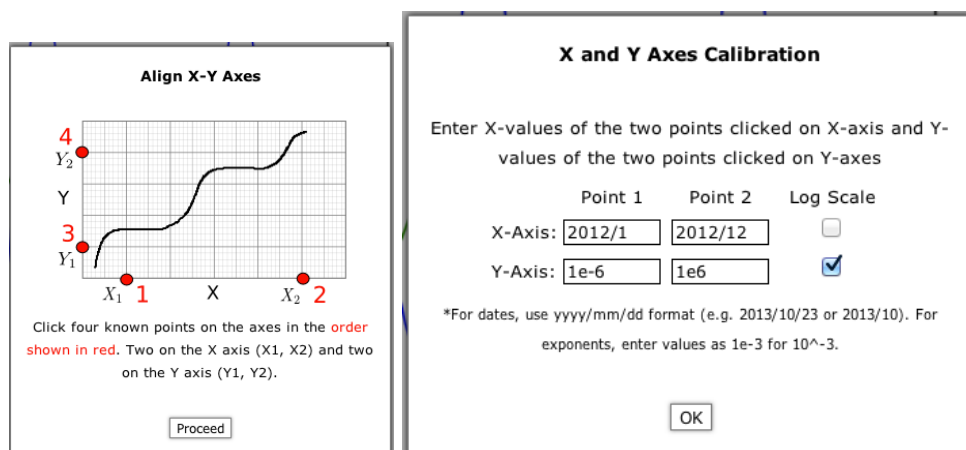 Align X-Y Axes
4
Y2
Y
3
Y1
X1 1 X X2 2
Click four known points on the axes in the order
shown in red. Two on the X axis (X1, X2) and two
on the Y axis (Y1, Y2).
Proceed
X and Y Axes Calibration
Enter X-values of the two points clicked on X-axis and Y-
values of the two points clicked on Y-axes
Point 1 Point 2 Log Scale
X-Axis: 2012/1 2012/12
Y-Axis: 1e-6 1e6
*For dates, use yyyy/mm/dd format (e.g. 2013/10/23 or 2013/10). For
exponents, enter values as 1e-3 for 10^-3.
OK